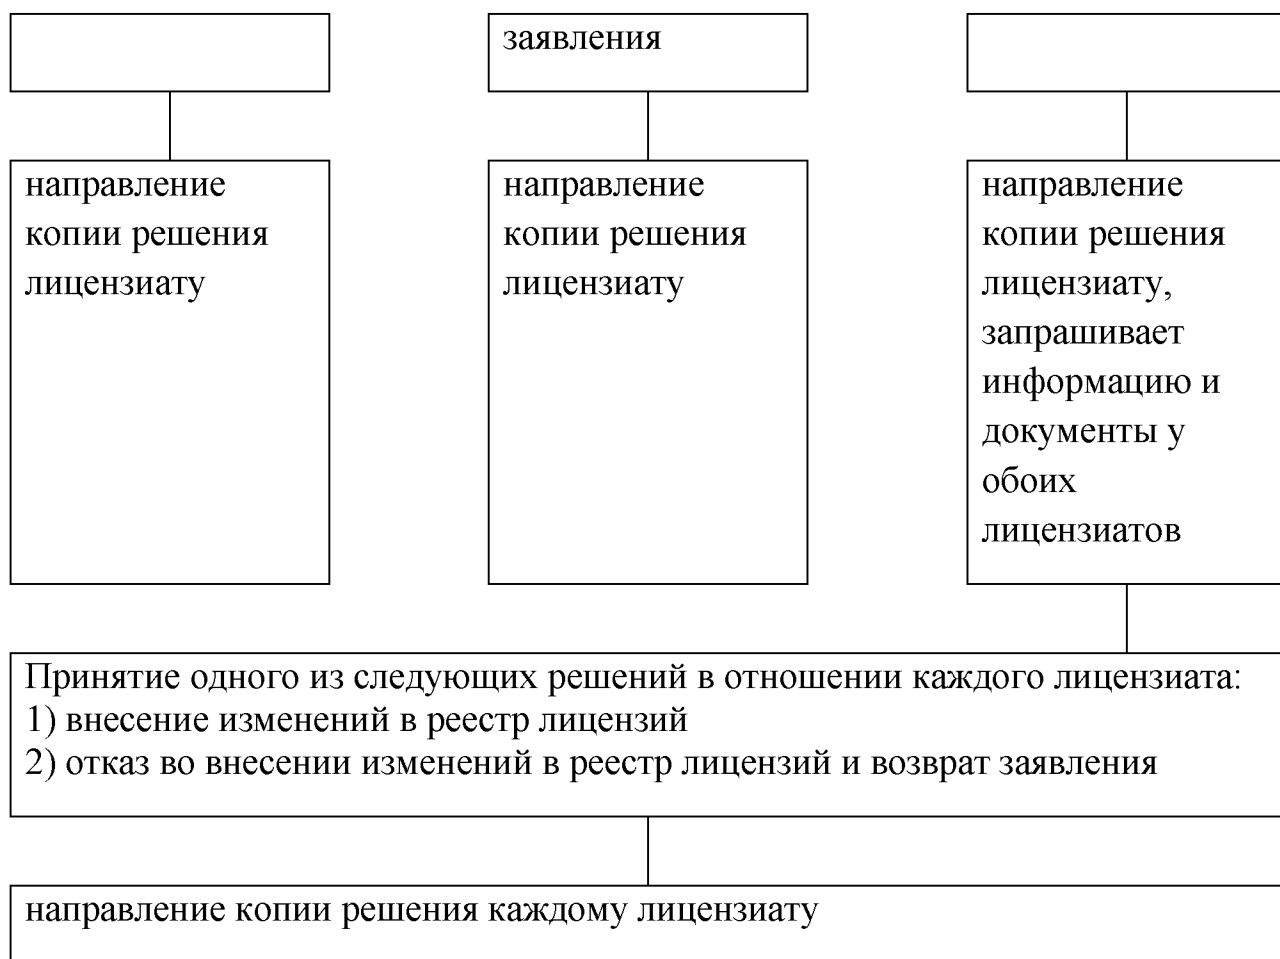 заявления
направление
копии решения
лицензиату
направление
копии решения
лицензиату
направление
копии решения
лицензиату,
запрашивает
информацию и
документы у
обоих
лицензиатов
Принятие одного из следующих решений в отношении каждого лицензиата:
1) внесение изменений в реестр лицензий
2) отказ во внесении изменений в реестр лицензий и возврат заявления
направление копии решения каждому лицензиату